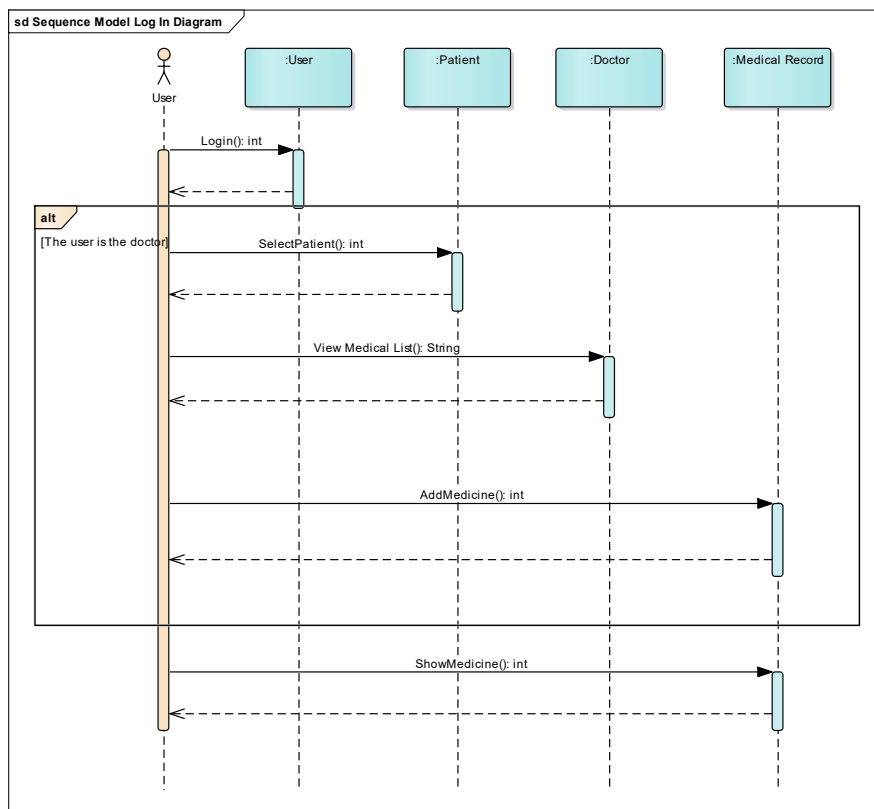 sd Sequence Model Log In Diagram
User
:User
:Patient
:Doctor
:Medical Record
Login(): int
alt
[The user is the doctor]
SelectPatient(): int
View Medical List(): String
AddMedicine(): int
ShowMedicine(): int